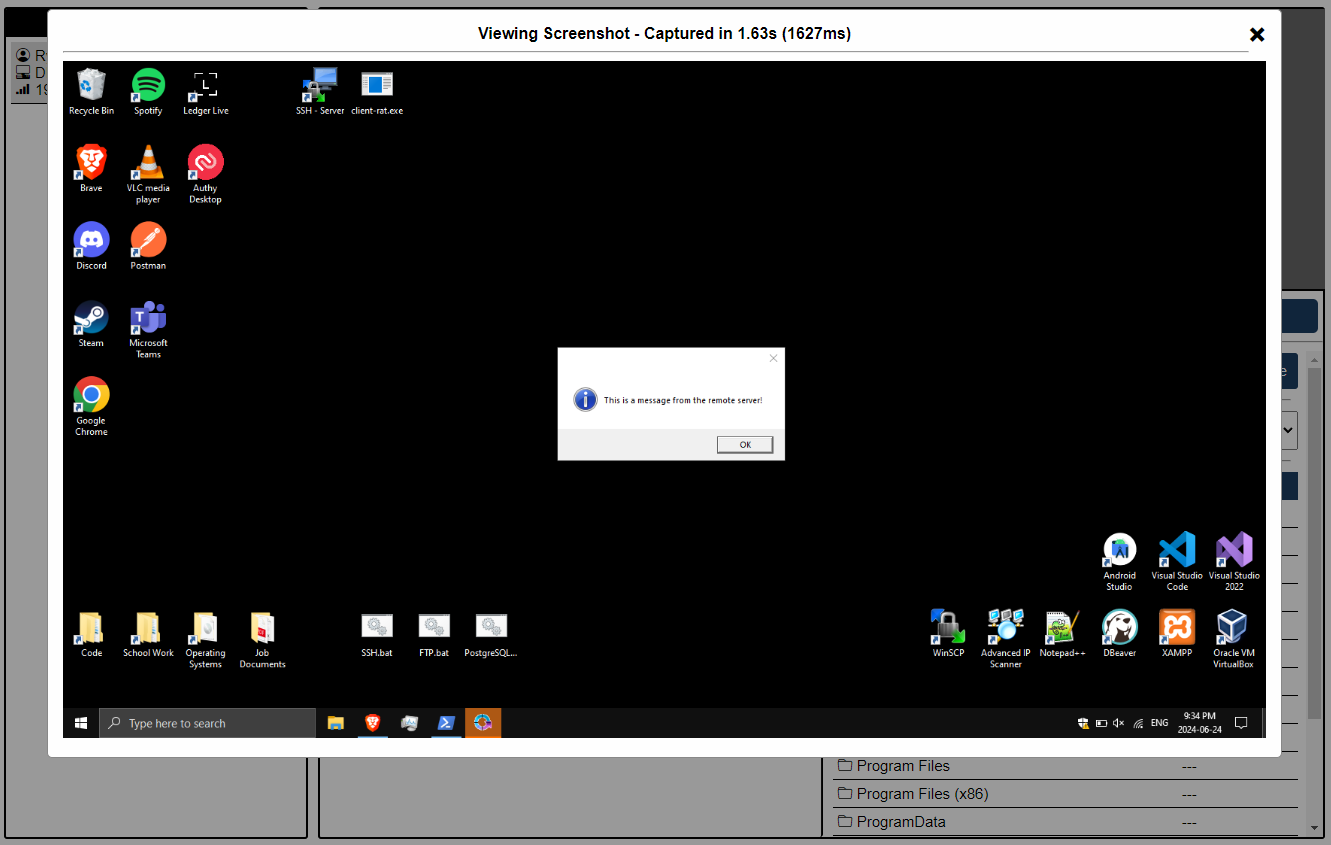 Viewing Screenshot - Captured in 1.63s (1627ms)
R
D
19
Recycle Bin
Spotify
Ledger Live
SSH - Server
client-rat.exe
Brave
VLC media
player
Authy
Desktop
Discord
Postman
Steam
Microsoft
Teams
Google
Chrome
This is a message from the remote server!
OK
e
Android
Studio
Visual Studio
Code
Visual Studio
2022
Code
School Work
Operating
Systems
Job
Documents
SSH.bat
FTP.bat
PostgreSQL...
WinSCP
Advanced IP
Scanner
Notepad++
DBeaver
XAMPP
Oracle VM
VirtualBox
Type here to search
ENG
9:34 PM
2024-06-24
Program Files ---
Program Files (x86) ---
ProgramData ---